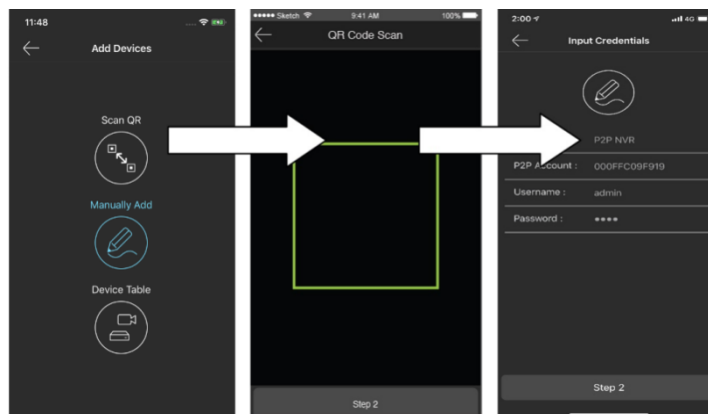 11:48
Add Devices
Scan QR
Manually Add
Device Table
Sketch 9:41 AM 100%
QR Code Scan
Step 2
2:00 4G
Input Credentials
P2P NVR
P2P Account : 000FFC09F919
Username : admin
Password : ••••
Step 2